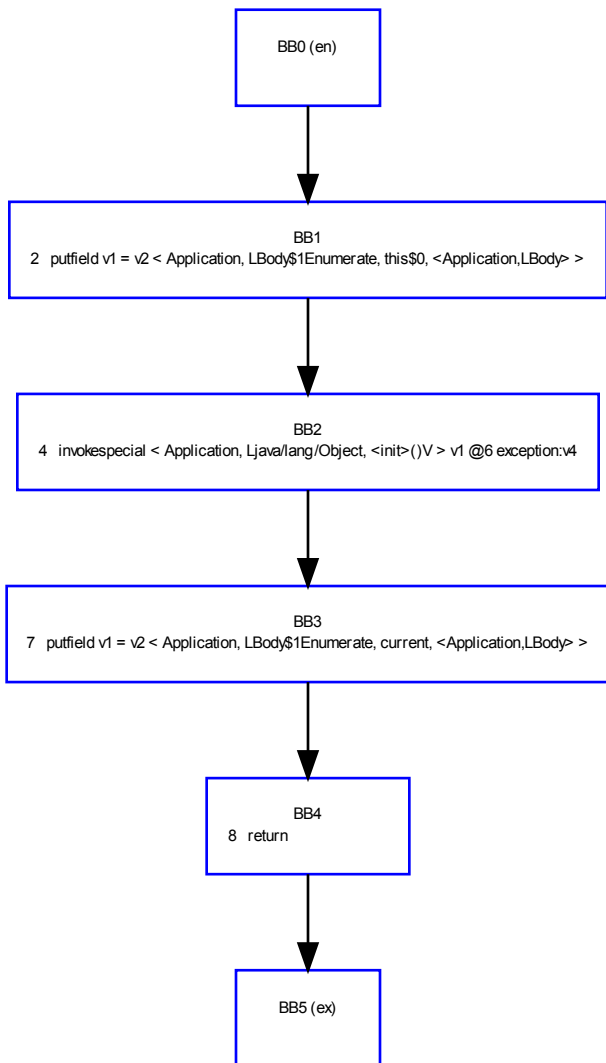 BB0 (en)
BB1
2 putfield v1 = v2 < Application, LBody$1Enumerate, this$0, <Application,LBody> >
BB2
4 invokespecial < Application, Ljava/lang/Object, <init>()V > v1 @6 exception:v4
BB3
7 putfield v1 = v2 < Application, LBody$1Enumerate, current, <Application,LBody> >
BB4
8 return
BB5 (ex)